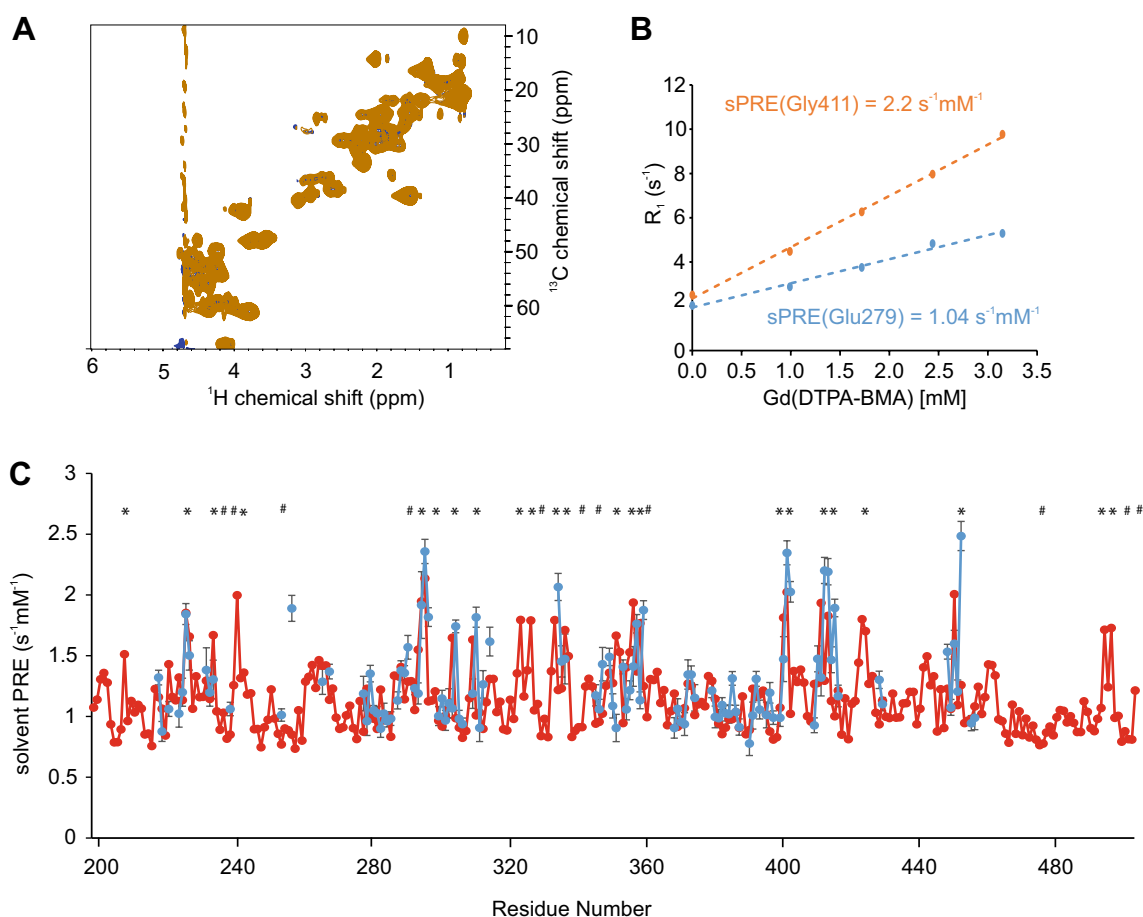 A
10
20
30
40
50
60
¹³C chemical shift (ppm)
6 5 4 3 2 1
¹H chemical shift (ppm)
B
12
10
8
6
4
2
0
R₁ (s⁻¹)
sPRE(Gly411) = 2.2 s⁻¹mM⁻¹
sPRE(Glu279) = 1.04 s⁻¹mM⁻¹
0.0 0.5 1.0 1.5 2.0 2.5 3.0 3.5
Gd(DTPA-BMA) [mM]
C
3
2.5
2
1.5
1
0.5
0
solvent PRE (s⁻¹mM⁻¹)
* * * # # * # # * * * * * * # * * # # * * * # * * * * * * # * * # #
200 240 280 320 360 400 440 480
Residue Number